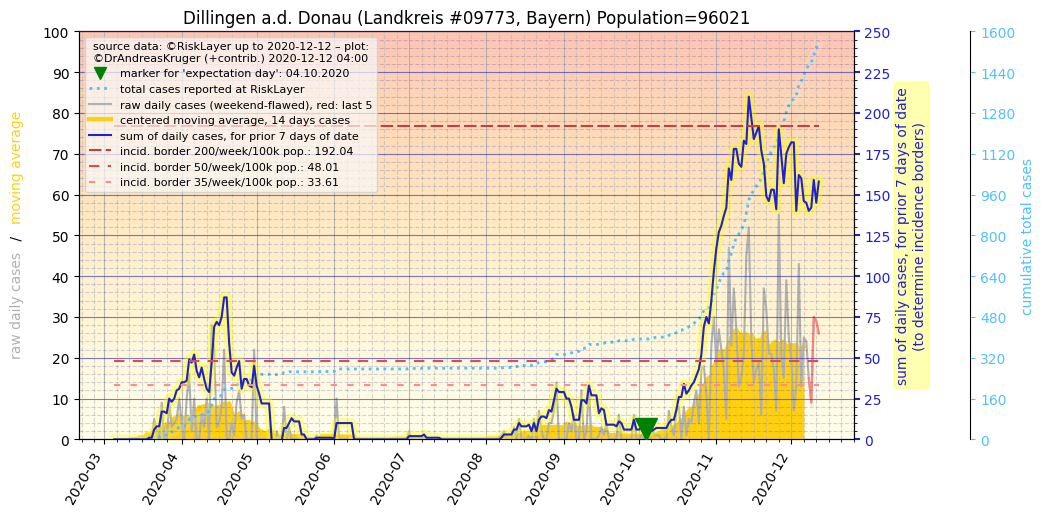 Dillingen a.d. Donau (Landkreis #09773, Bayern) Population=96021
source data: ©RiskLayer up to 2020-12-12 – plot:
©DrAndreasKruger (+contrib.) 2020-12-12 04:00
marker for 'expectation day': 04.10.2020
total cases reported at RiskLayer
raw daily cases (weekend-flawed), red: last 5
centered moving average, 14 days cases
sum of daily cases, for prior 7 days of date
incid. border 200/week/100k pop.: 192.04
incid. border 50/week/100k pop.: 48.01
incid. border 35/week/100k pop.: 33.61
raw daily cases / moving average
100
90
80
70
60
50
40
30
20
10
0
2020-03
2020-04
2020-05
2020-06
2020-07
2020-08
2020-09
2020-10
2020-11
2020-12
250
225
200
175
150
125
100
75
50
25
0
sum of daily cases, for prior 7 days of date
(to determine incidence borders)
1600
1440
1280
1120
960
800
640
480
320
160
0
cumulative total cases